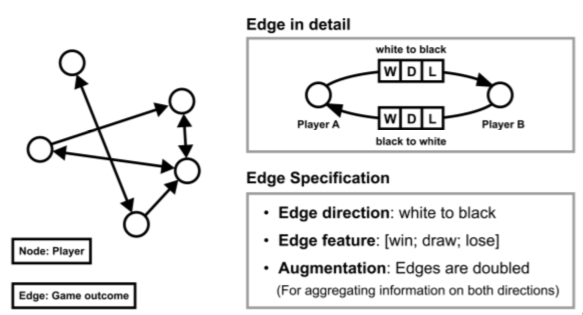 Edge in detail
white to black
W D L
Player A
Player B
W D L
black to white
Edge Specification
• Edge direction: white to black
• Edge feature: [win; draw; lose]
• Augmentation: Edges are doubled
(For aggregating information on both directions)
Node: Player
Edge: Game outcome